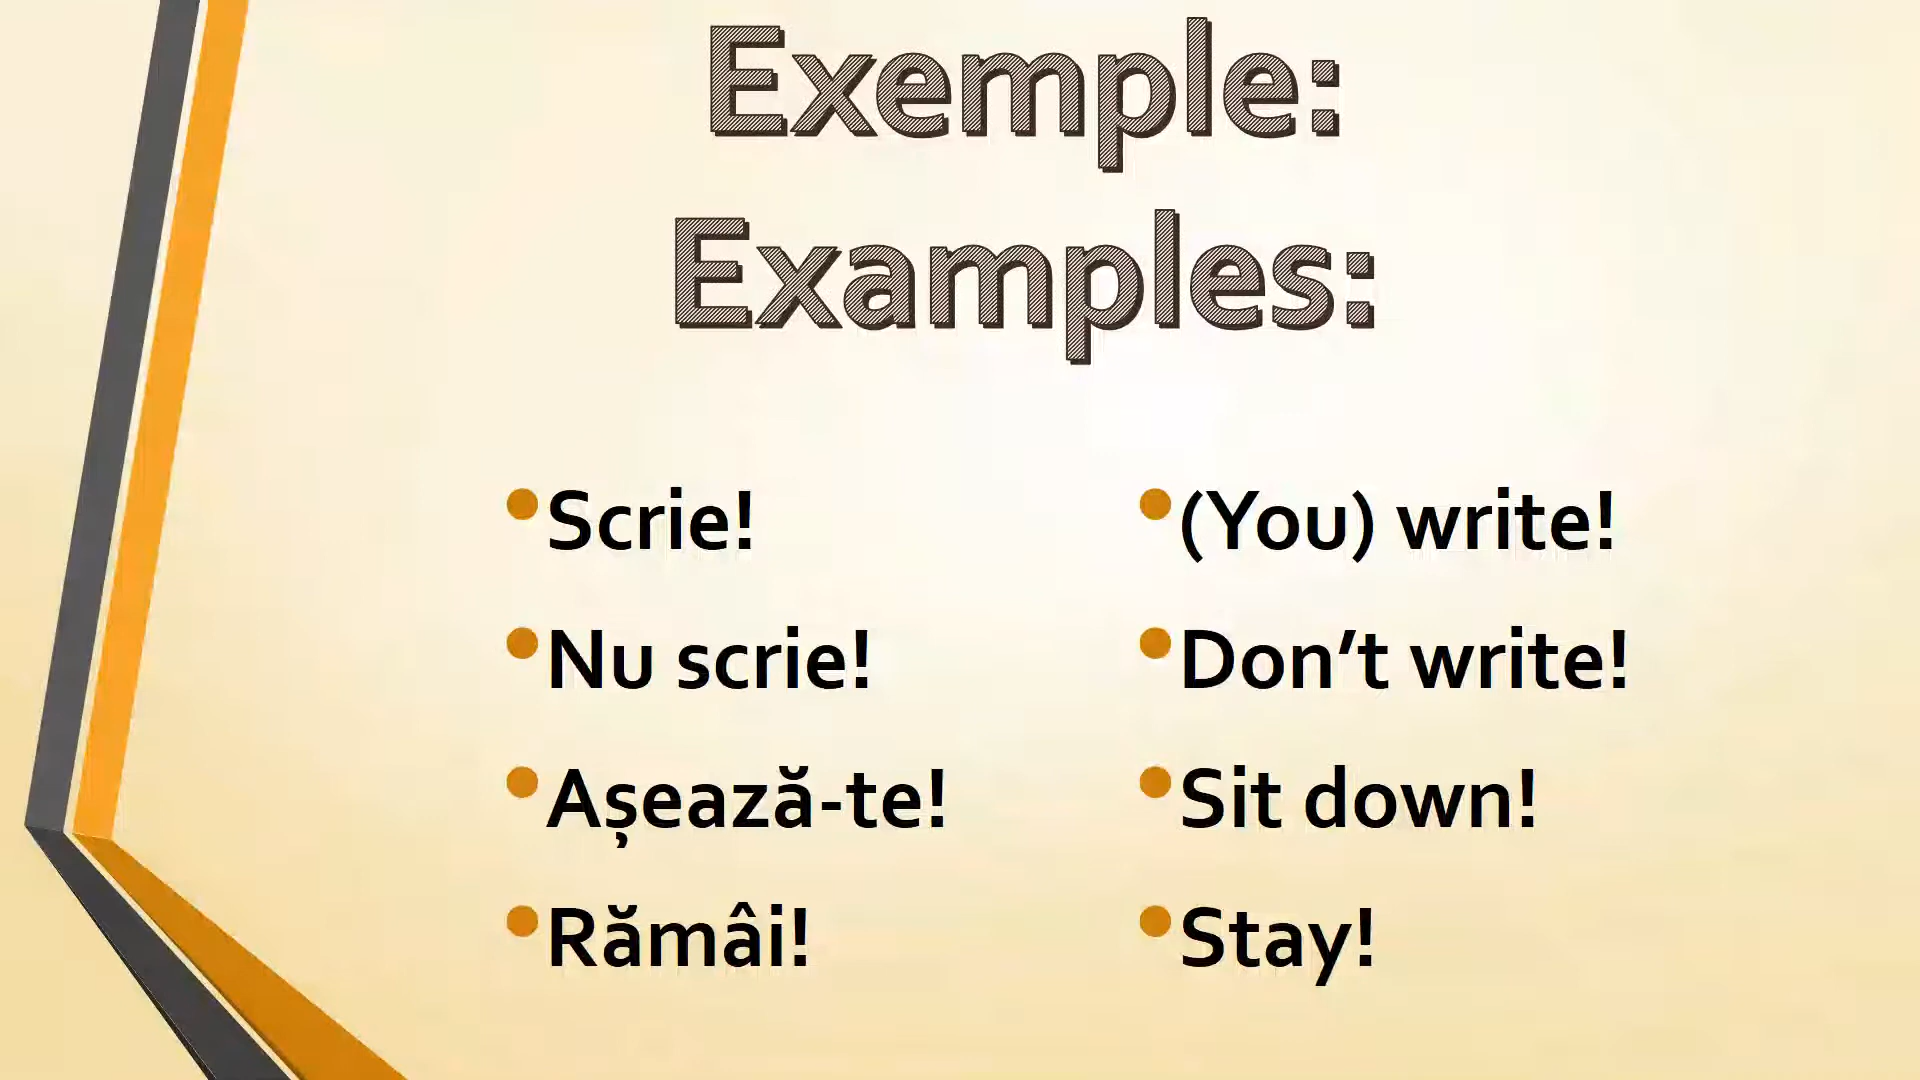 Exemple:
Examples:
•Scrie!
•Nu scrie!
•Așează-te!
•Rămâi!
•(You) write!
•Don’t write!
•Sit down!
•Stay!